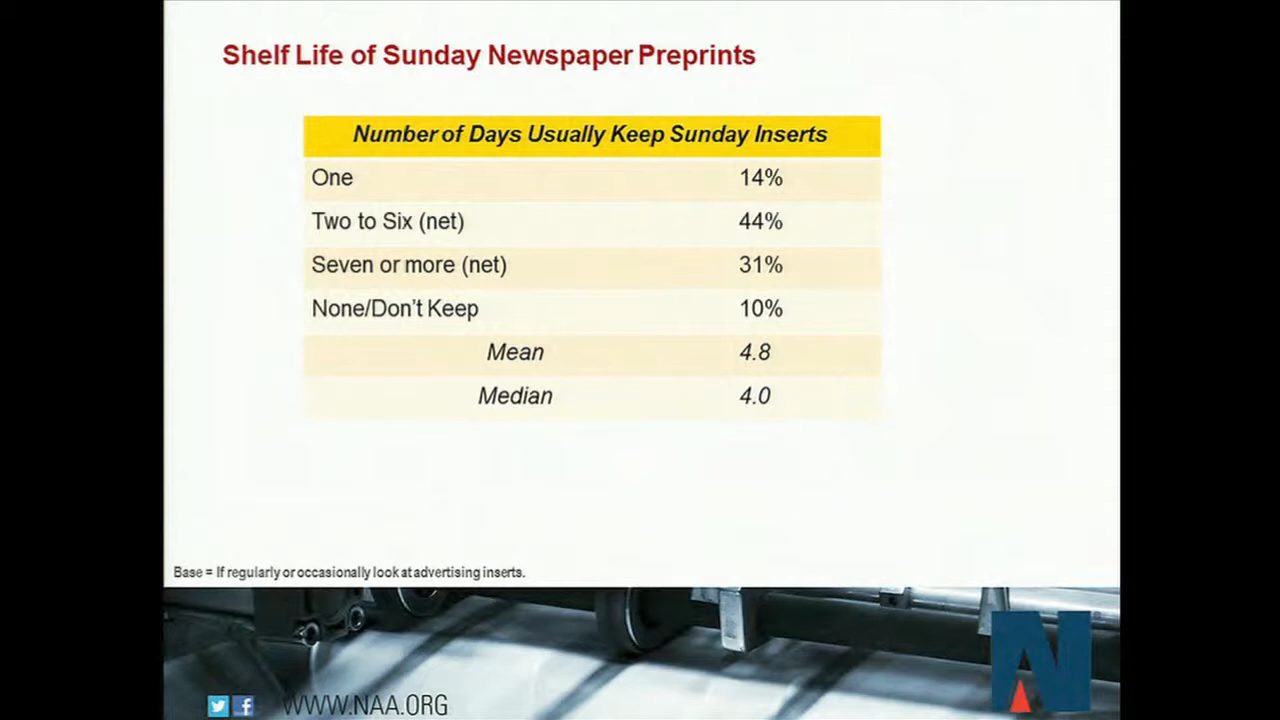 Shelf Life of Sunday Newspaper Preprints
Number of Days Usually Keep Sunday Inserts
One 14%
Two to Six (net) 44%
Seven or more (net) 31%
None/Don't Keep 10%
Mean 4.8
Median 4.0
Base = If regularly or occasionally look at advertising inserts.
WWW.NAA.ORG
N